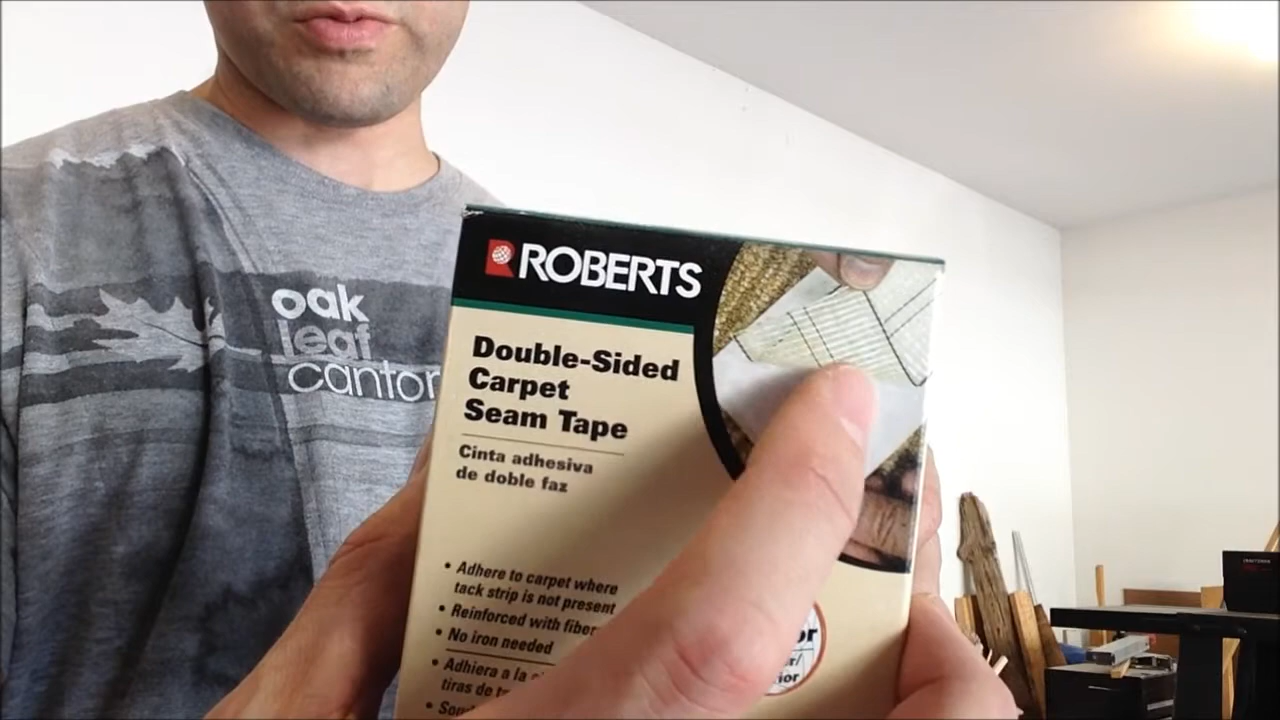 oak
leaf
canton
ROBERTS
Double-Sided
Carpet
Seam Tape
Cinta adhesiva
de doble faz
• Adhere to carpet where
tack strip is not present
• Reinforced with fiber
• No iron needed
• Adhiera a la
tiras de